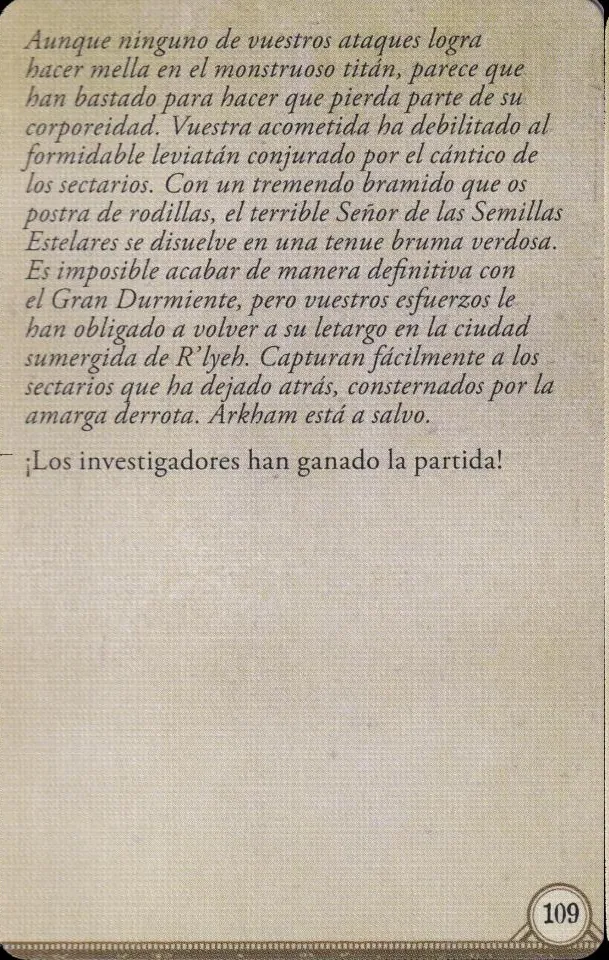 Aunque ninguno de vuestros ataques logra
hacer mella en el monstruoso titán, parece que
han bastado para hacer que pierda parte de su
corporeidad. Vuestra acometida ha debilitado al
formidable leviatán conjurado por el cántico de
los sectarios. Con un tremendo bramido que os
postra de rodillas, el terrible Señor de las Semillas
Estelares se disuelve en una tenue bruma verdosa.
Es imposible acabar de manera definitiva con
el Gran Durmiente, pero vuestros esfuerzos le
han obligado a volver a su letargo en la ciudad
sumergida de R'lyeh. Capturan fácilmente a los
sectarios que ha dejado atrás, consternados por la
amarga derrota. Arkham está a salvo.
¡Los investigadores han ganado la partida!
109